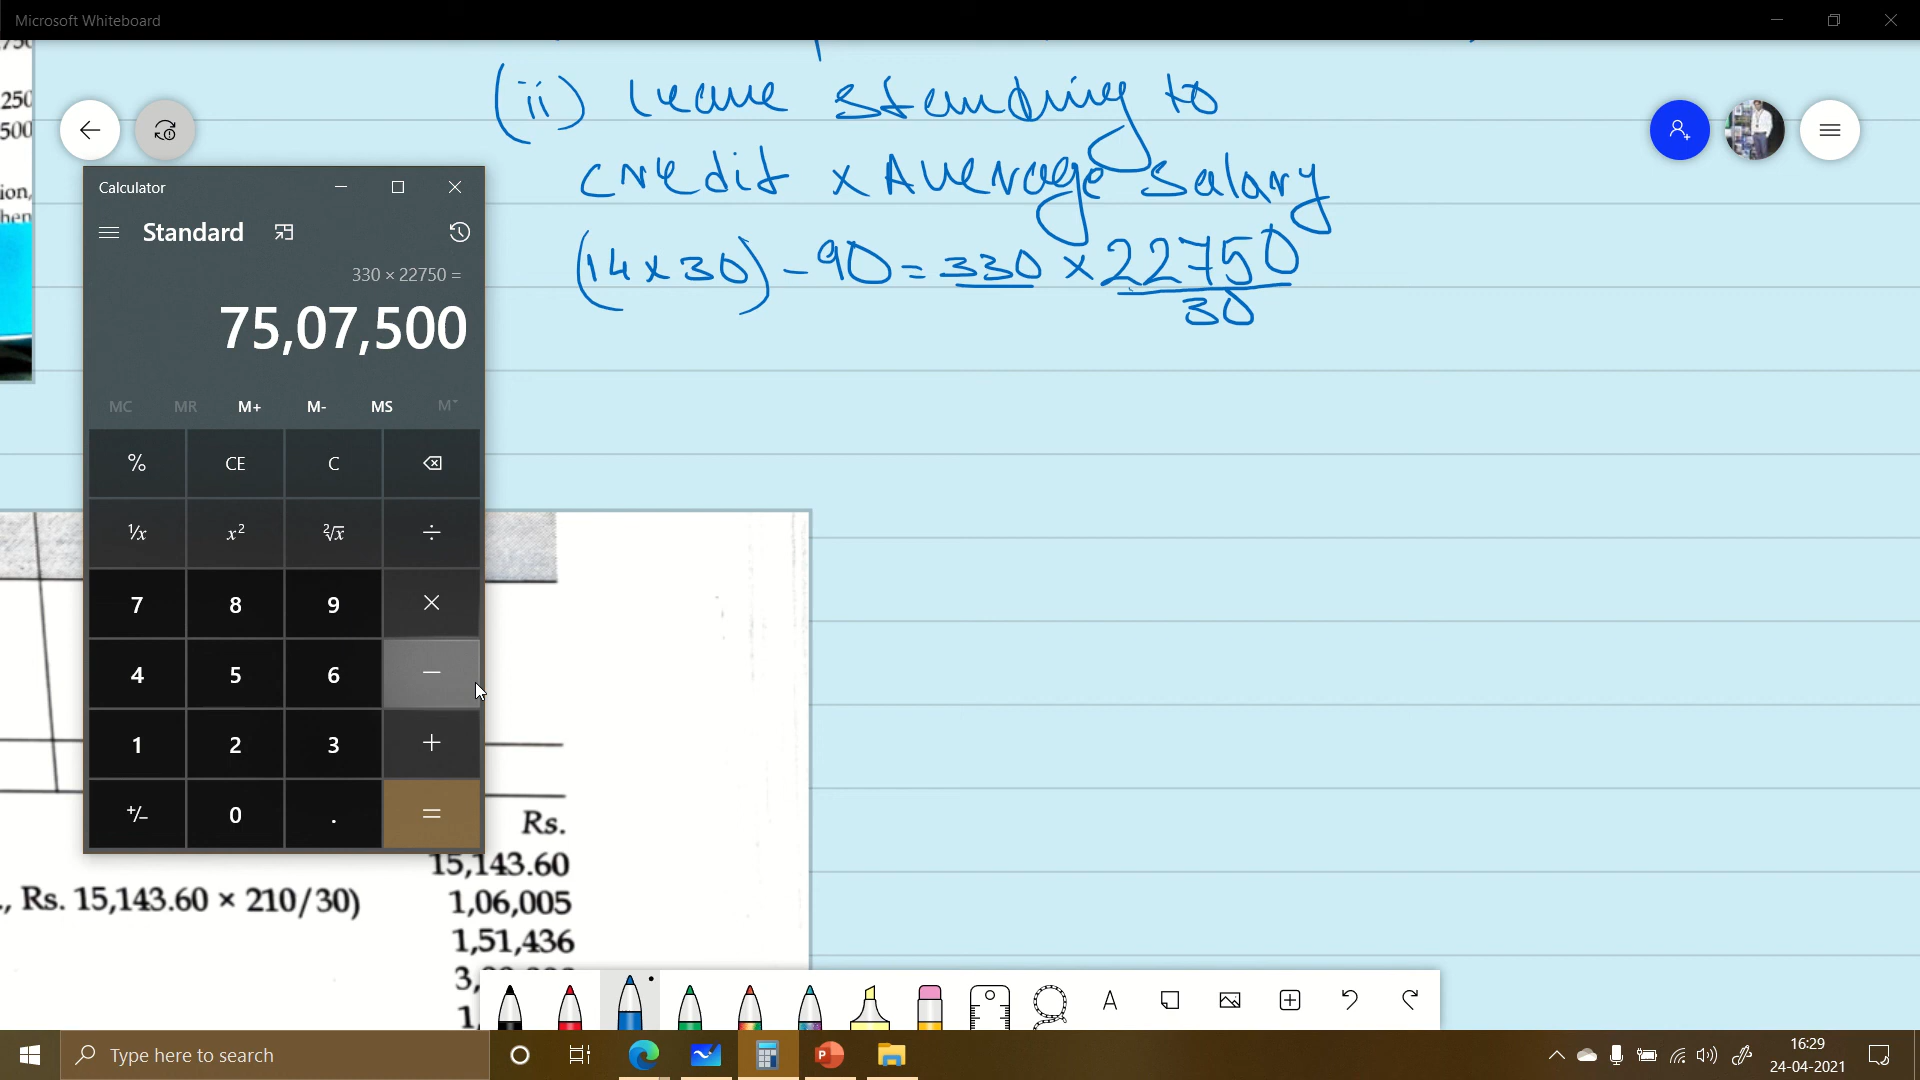 Microsoft Whiteboard
250
500
ion,
(ii) Leave standing to
credit x Average salary
(14 x 30) - 90 = 330 x 22750
30
Calculator
Standard
330 × 22750 =
75,07,500
MC MR M+ M- MS M˅
% CE C
1/x x² ²√x ÷
7 8 9 ×
4 5 6 −
1 2 3 +
+/− 0 . =
Rs.
15,143.60
., Rs. 15,143.60 × 210/30) 1,06,005
1,51,436
A
Type here to search
16:29
24-04-2021